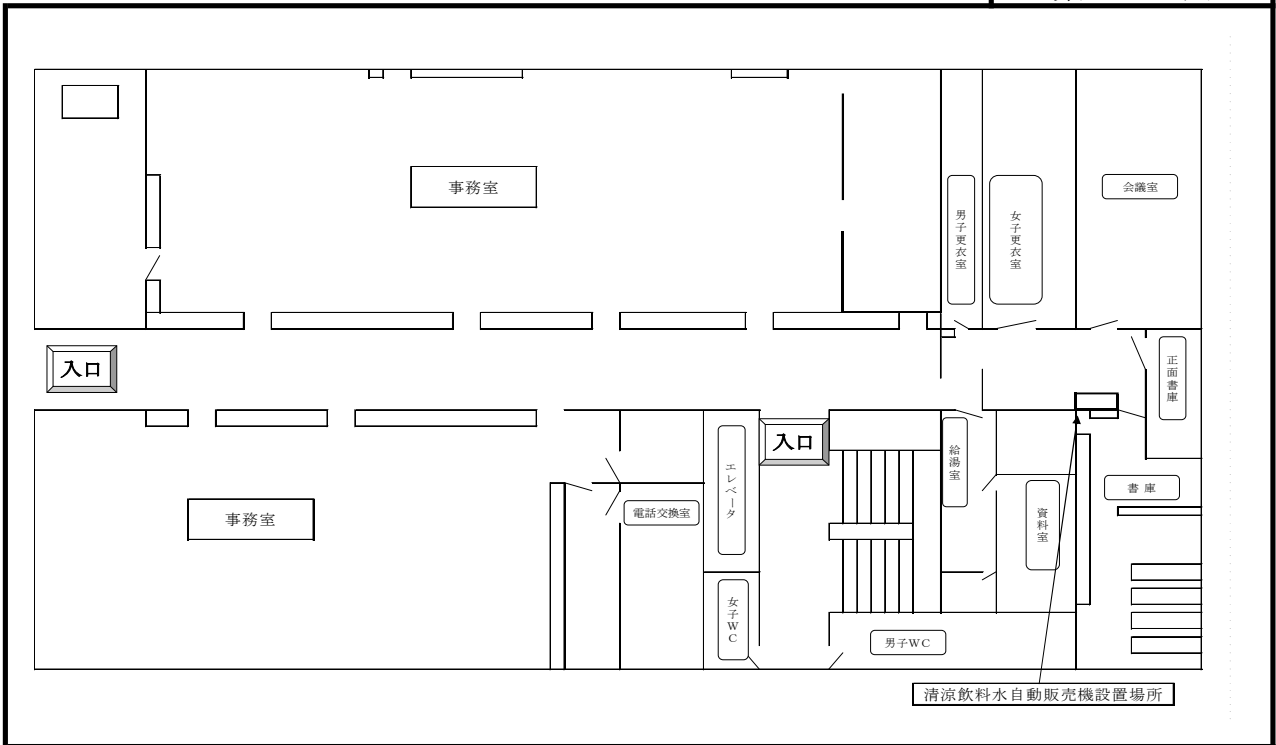 事務室
会議室
男子更衣室
女子更衣室
入口
正面書庫
入口
給湯室
エレベータ
書庫
事務室
電話交換室
資料室
女子WC
男子WC
清涼飲料水自動販売機設置場所